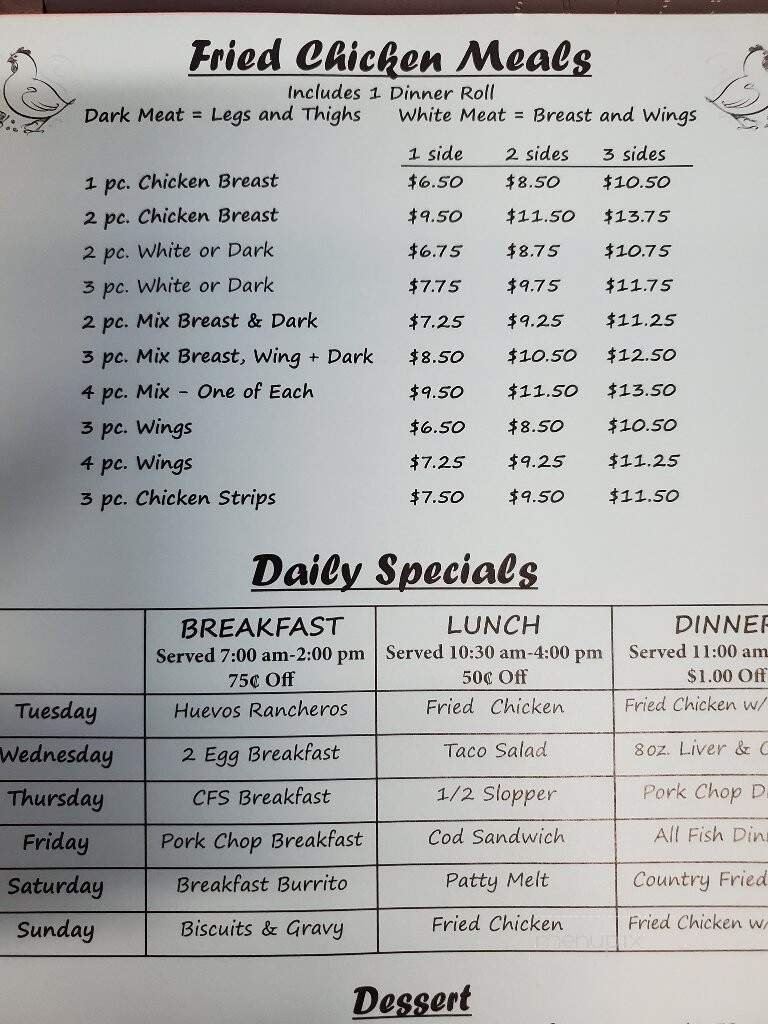 Fried Chicken Meals
Includes 1 Dinner Roll
Dark Meat = Legs and Thighs White Meat = Breast and Wings
1 side 2 sides 3 sides
1 pc. Chicken Breast $6.50 $8.50 $10.50
2 pc. Chicken Breast $9.50 $11.50 $13.75
2 pc. White or Dark $6.75 $8.75 $10.75
3 pc. White or Dark $7.75 $9.75 $11.75
2 pc. Mix Breast & Dark $7.25 $9.25 $11.25
3 pc. Mix Breast, Wing + Dark $8.50 $10.50 $12.50
4 pc. Mix - One of Each $9.50 $11.50 $13.50
3 pc. Wings $6.50 $8.50 $10.50
4 pc. Wings $7.25 $9.25 $11.25
3 pc. Chicken Strips $7.50 $9.50 $11.50
Daily Specials
BREAKFAST LUNCH DINNER
Served 7:00 am-2:00 pm Served 10:30 am-4:00 pm Served 11:00 am
75¢ Off 50¢ Off $1.00 Off
Tuesday Huevos Rancheros Fried Chicken Fried Chicken w/
Wednesday 2 Egg Breakfast Taco Salad 8oz. Liver &
Thursday CFS Breakfast 1/2 Slopper Pork Chop
Friday Pork Chop Breakfast Cod Sandwich All Fish
Saturday Breakfast Burrito Patty Melt Country Fried
Sunday Biscuits & Gravy Fried Chicken Fried Chicken w/
Dessert